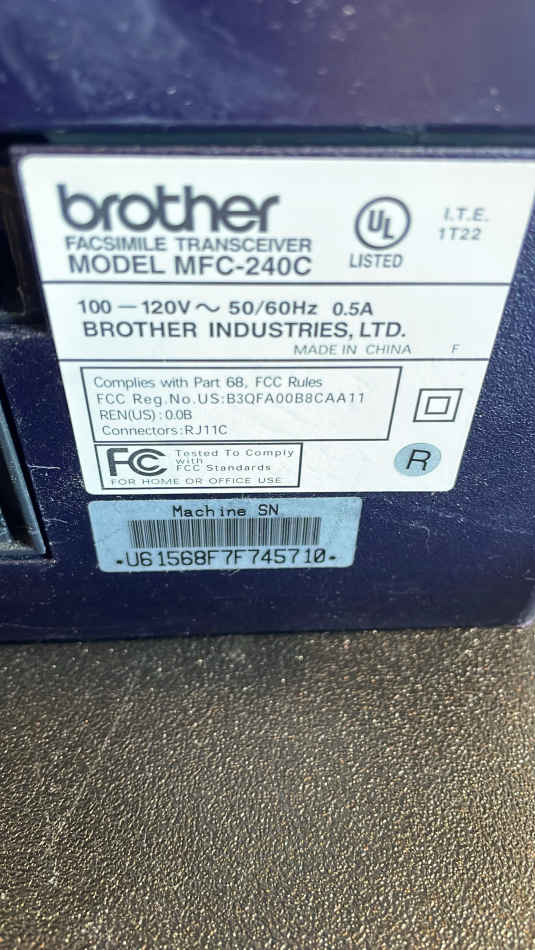 brother
FACSIMILE TRANSCEIVER
MODEL MFC-240C
UL
LISTED
I.T.E.
1T22
100 — 120V ～ 50/60Hz 0.5A
BROTHER INDUSTRIES, LTD.
MADE IN CHINA F
Complies with Part 68, FCC Rules
FCC Reg.No.US:B3QFA00B8CAA11
REN(US) : 0.0B
Connectors:RJ11C
FC
Tested To Comply
with
FCC Standards
FOR HOME OR OFFICE USE
R
Machine SN
•U61568F7F745710•